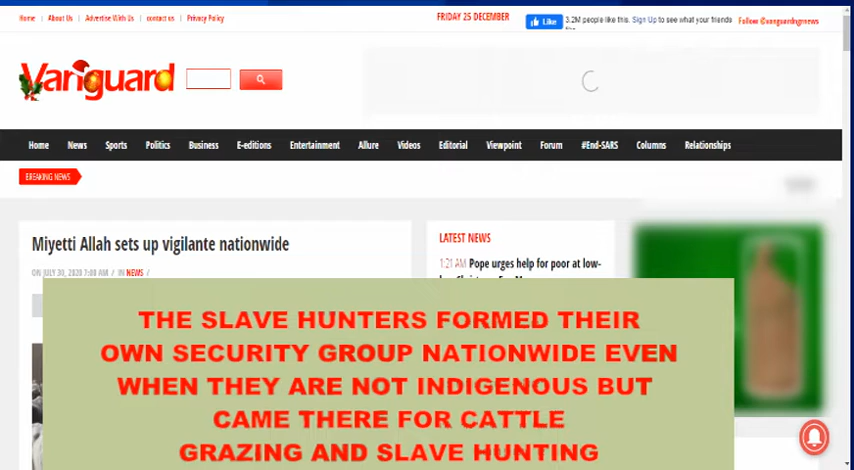 Home | About Us | Advertise With Us | contact us | Privacy Policy
FRIDAY 25 DECEMBER
Like
3.2M people like this. Sign Up to see what your friends
Follow @vanguardngrnews
Vanguard
Home News Sports Politics Business E-editions Entertainment Allure Videos Editorial Viewpoint Forum #End-SARS Columns Relationships
BREAKING NEWS
Miyetti Allah sets up vigilante nationwide
ON JULY 30, 2020 7:00 AM / IN NEWS /
LATEST NEWS
1:21 AM Pope urges help for poor at low-
THE SLAVE HUNTERS FORMED THEIR
OWN SECURITY GROUP NATIONWIDE EVEN
WHEN THEY ARE NOT INDIGENOUS BUT
CAME THERE FOR CATTLE
GRAZING AND SLAVE HUNTING